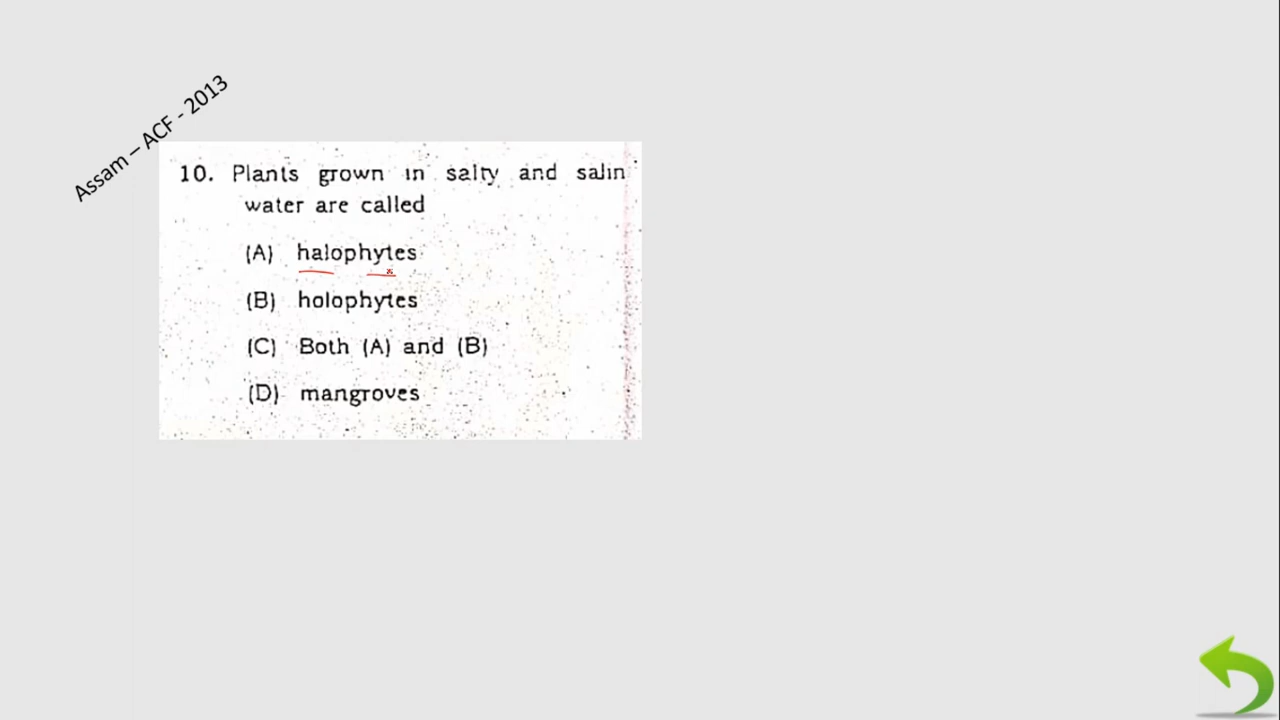 Assam – ACF - 2013
10. Plants grown in salty and salin
water are called
(A) halophytes
(B) holophytes
(C) Both (A) and (B)
(D) mangroves